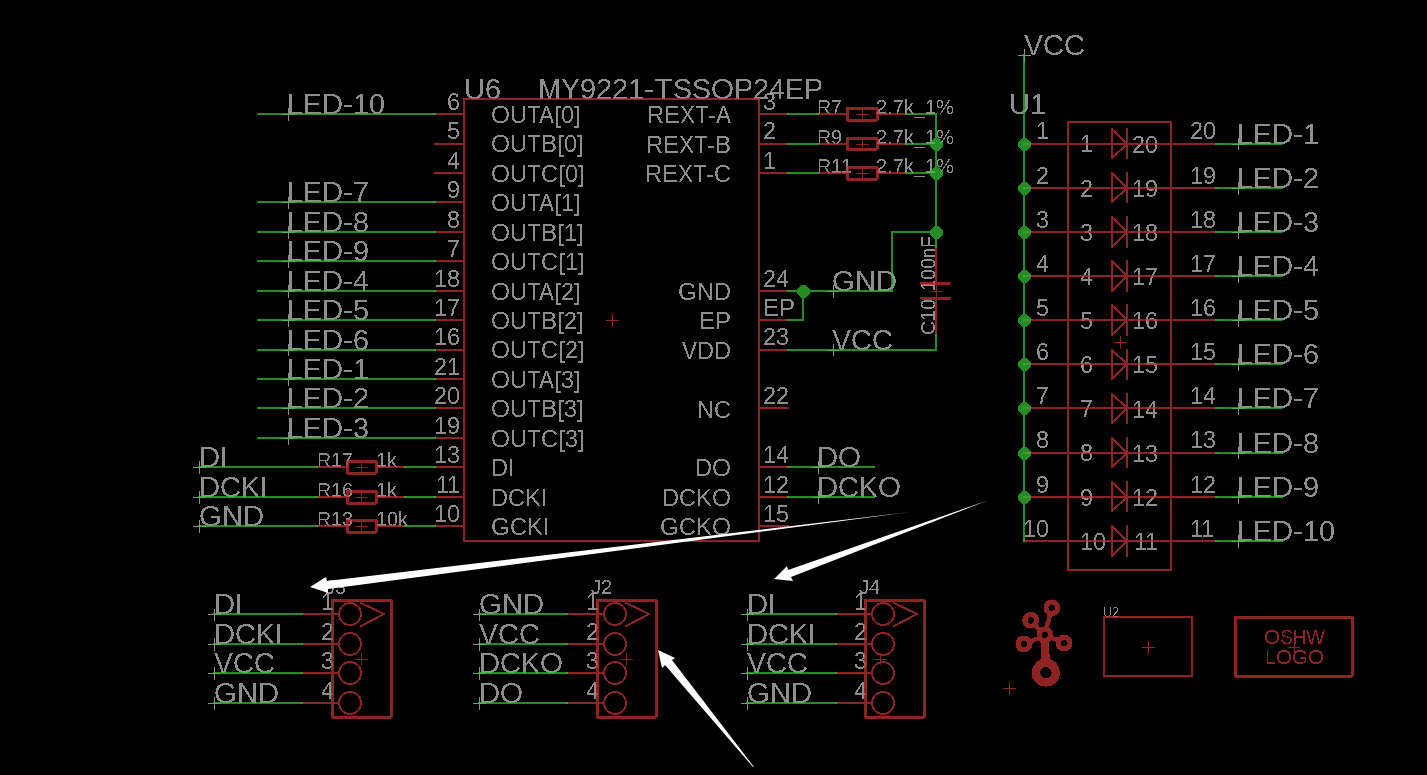 VCC
U6 MY9221-TSSOP24EP
LED-10 6 OUTA[0] REXT-A 3 R7 2.7k_1%
5 OUTB[0] REXT-B 2 R9 2.7k_1%
4 OUTC[0] REXT-C 1 R11 2.7k_1%
LED-7 9 OUTA[1]
LED-8 8 OUTB[1]
LED-9 7 OUTC[1]
LED-4 18 OUTA[2] GND 24 GND
LED-5 17 OUTB[2] EP EP
LED-6 16 OUTC[2] VDD 23 VCC
C10 100nF
LED-1 21 OUTA[3]
LED-2 20 OUTB[3] NC 22
LED-3 19 OUTC[3]
DI R17 1k 13 DI DO 14 DO
DCKI R16 1k 11 DCKI DCKO 12 DCKO
GND R13 10k 10 GCKI GCKO 15
U1
1 1 20 20 LED-1
2 2 19 19 LED-2
3 3 18 18 LED-3
4 4 17 17 LED-4
5 5 16 16 LED-5
6 6 15 15 LED-6
7 7 14 14 LED-7
8 8 13 13 LED-8
9 9 12 12 LED-9
10 10 11 11 LED-10
DI 1
DCKI 2
VCC 3
GND 4
J2
GND 1
VCC 2
DCKO 3
DO 4
J4
DI 1
DCKI 2
VCC 3
GND 4
U2
OSHW
LOGO